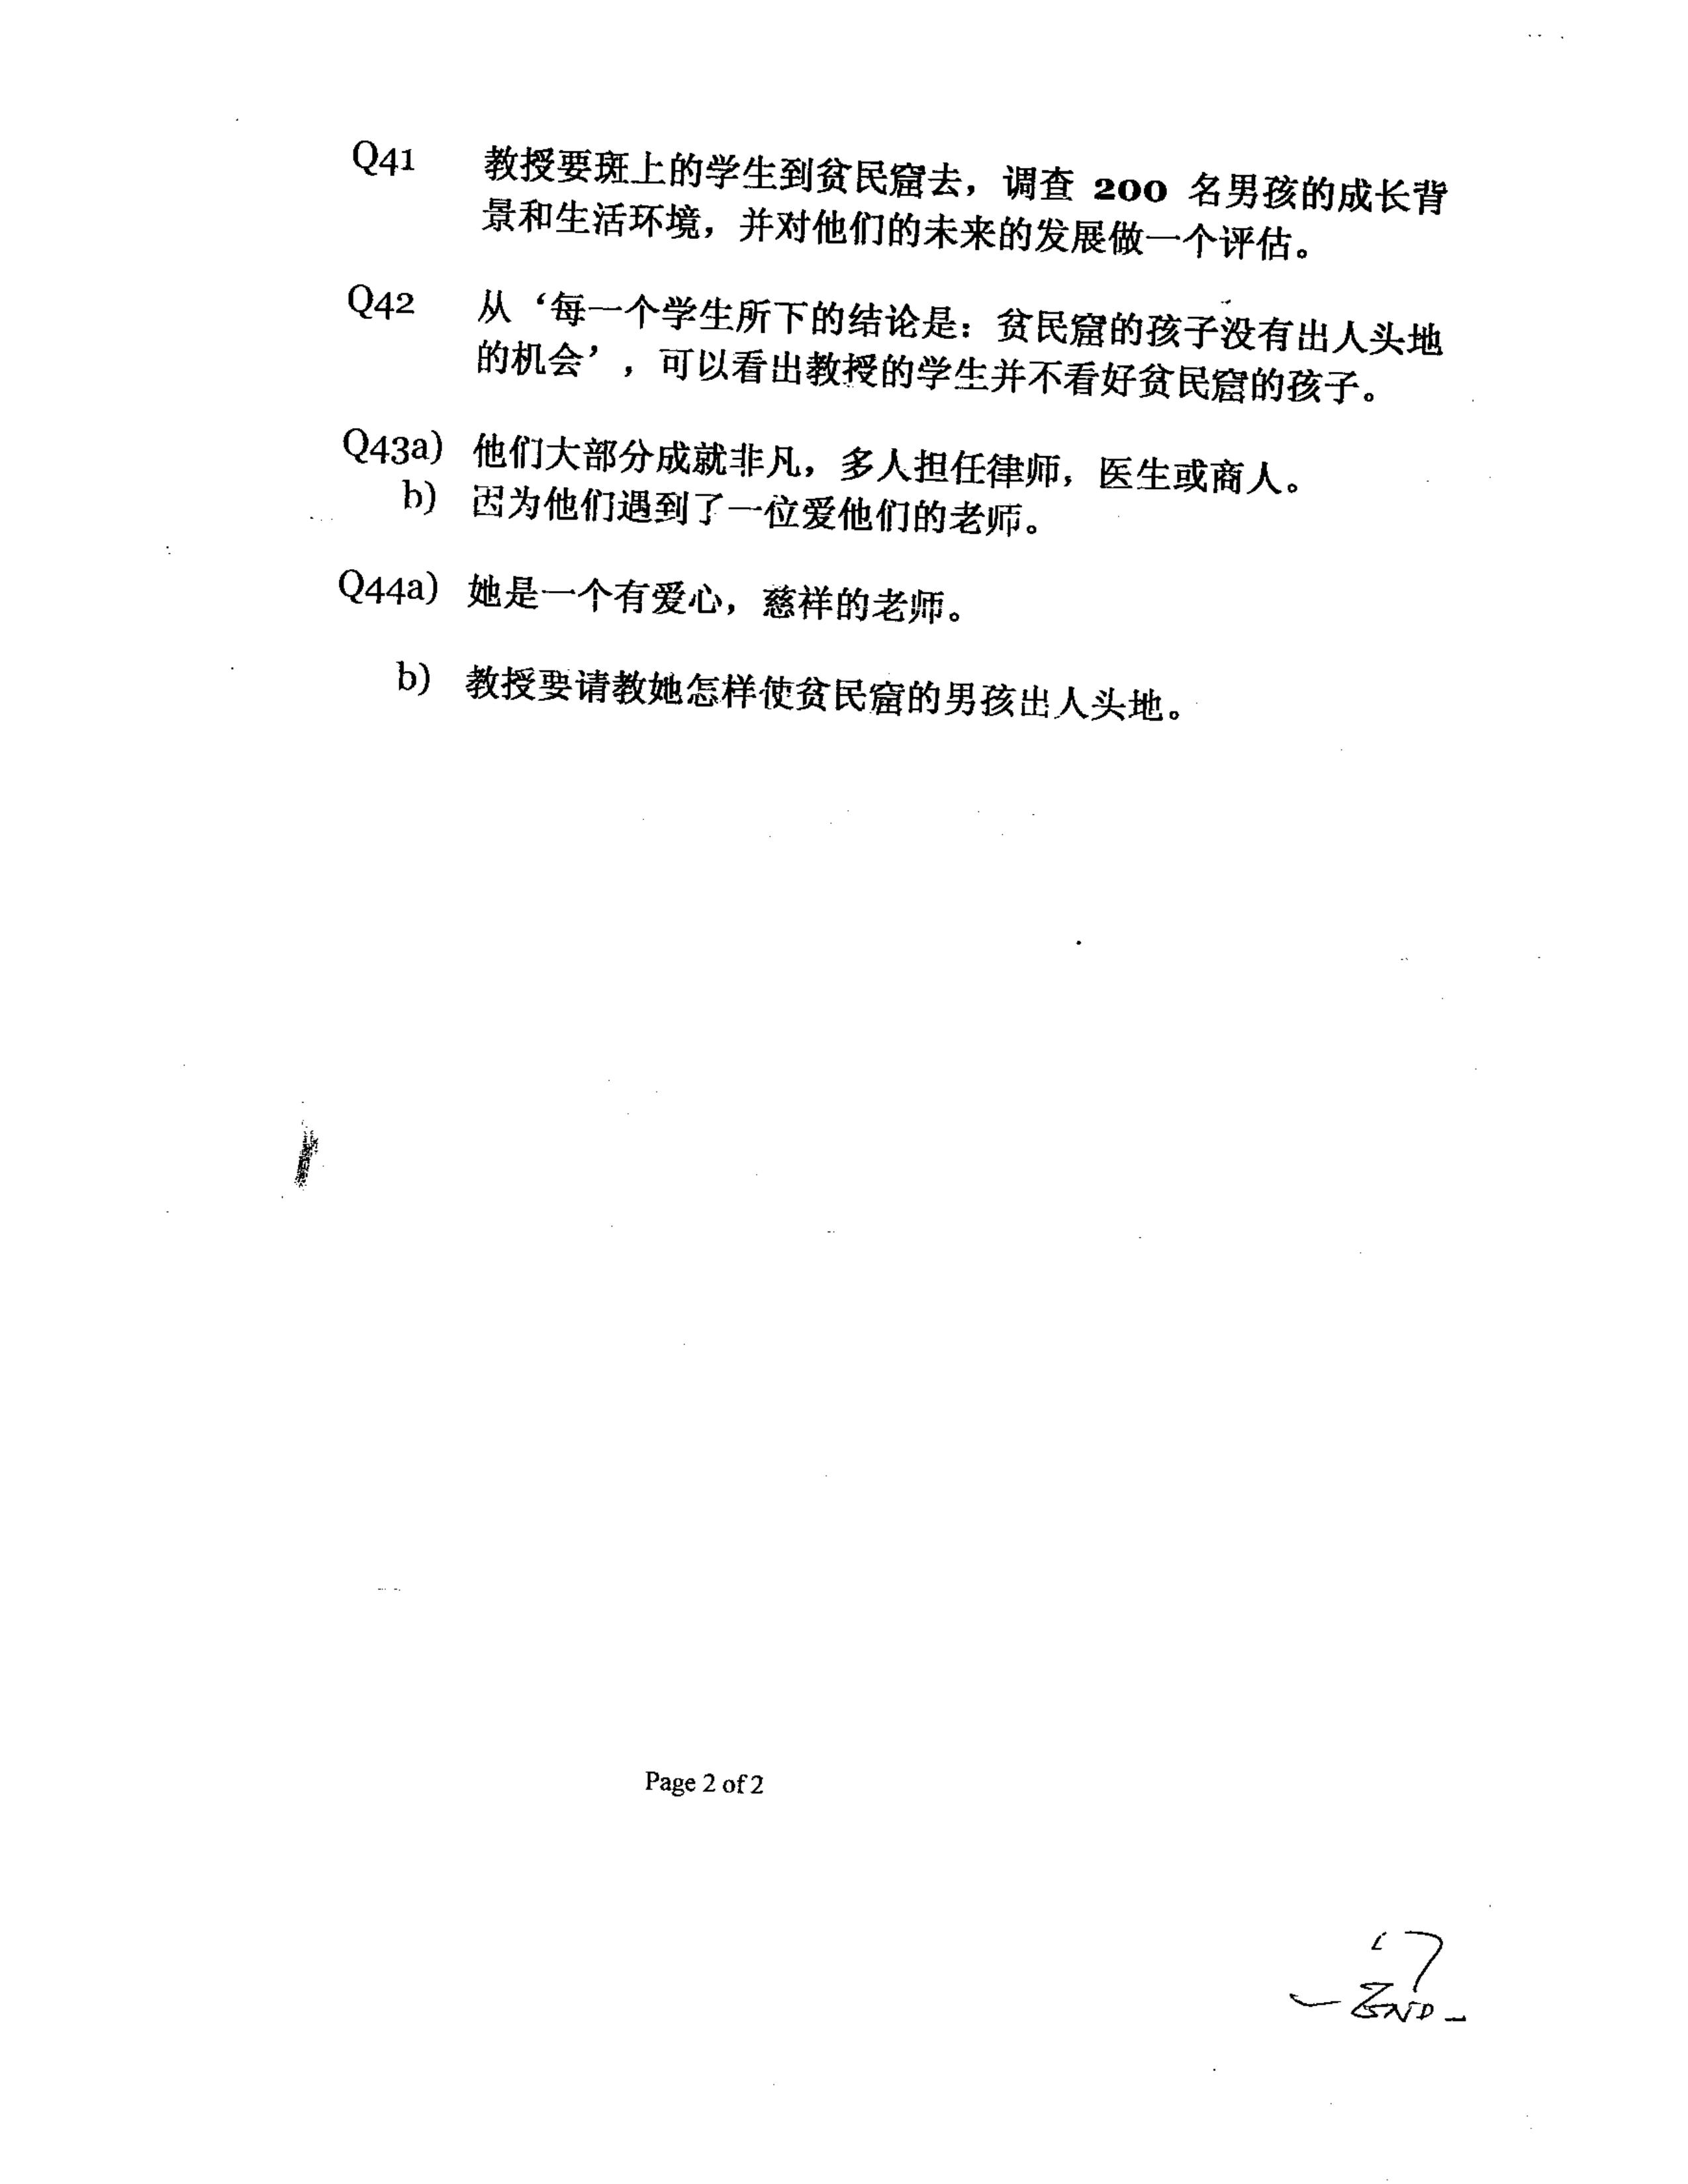 Q41 教授要斑上的学生到贫民窟去，调查 200 名男孩的成长背
景和生活环境，并对他们的未来的发展做一个评估。
Q42 从‘每一个学生所下的结论是：贫民窟的孩子没有出人头地
的机会’，可以看出教授的学生并不看好贫民窟的孩子。
Q43a) 他们大部分成就非凡，多人担任律师，医生或商人。
b) 因为他们遇到了一位爱他们的老师。
Q44a) 她是一个有爱心，慈祥的老师。
b) 教授要请教她怎样使贫民窟的男孩出人头地。
Page 2 of 2
END